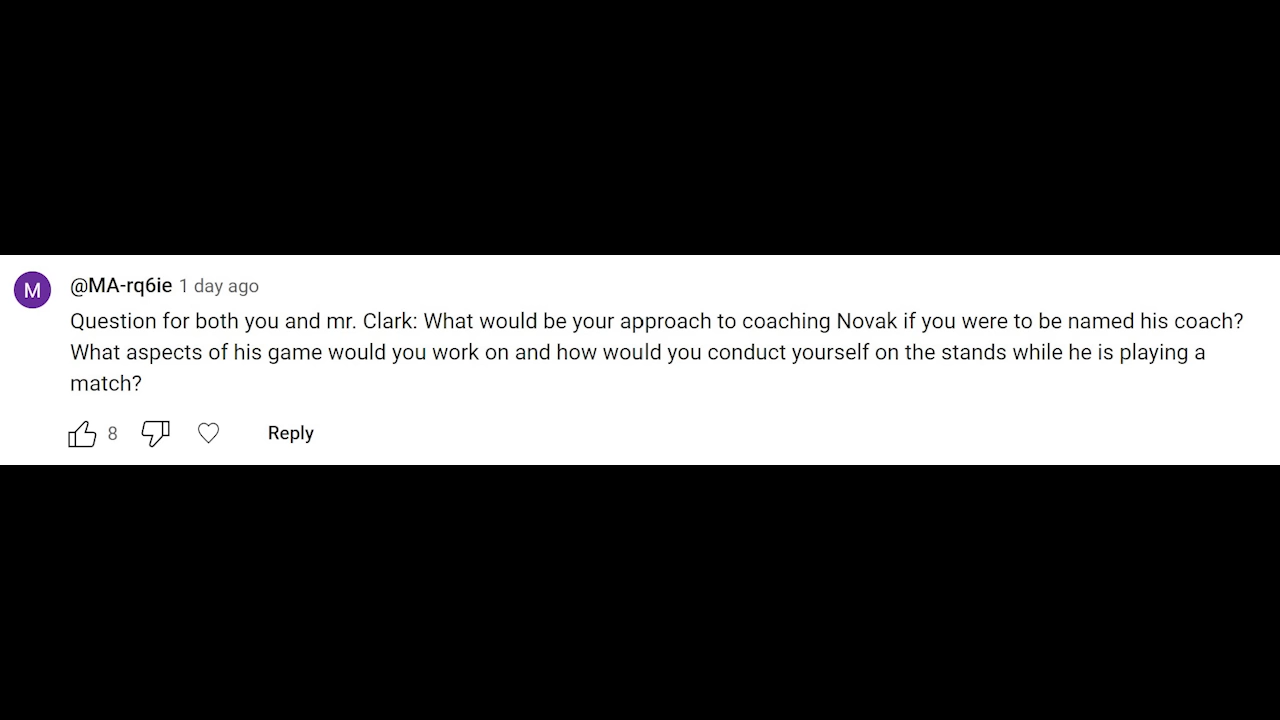 M
@MA-rq6ie 1 day ago
Question for both you and mr. Clark: What would be your approach to coaching Novak if you were to be named his coach?
What aspects of his game would you work on and how would you conduct yourself on the stands while he is playing a
match?
8 Reply